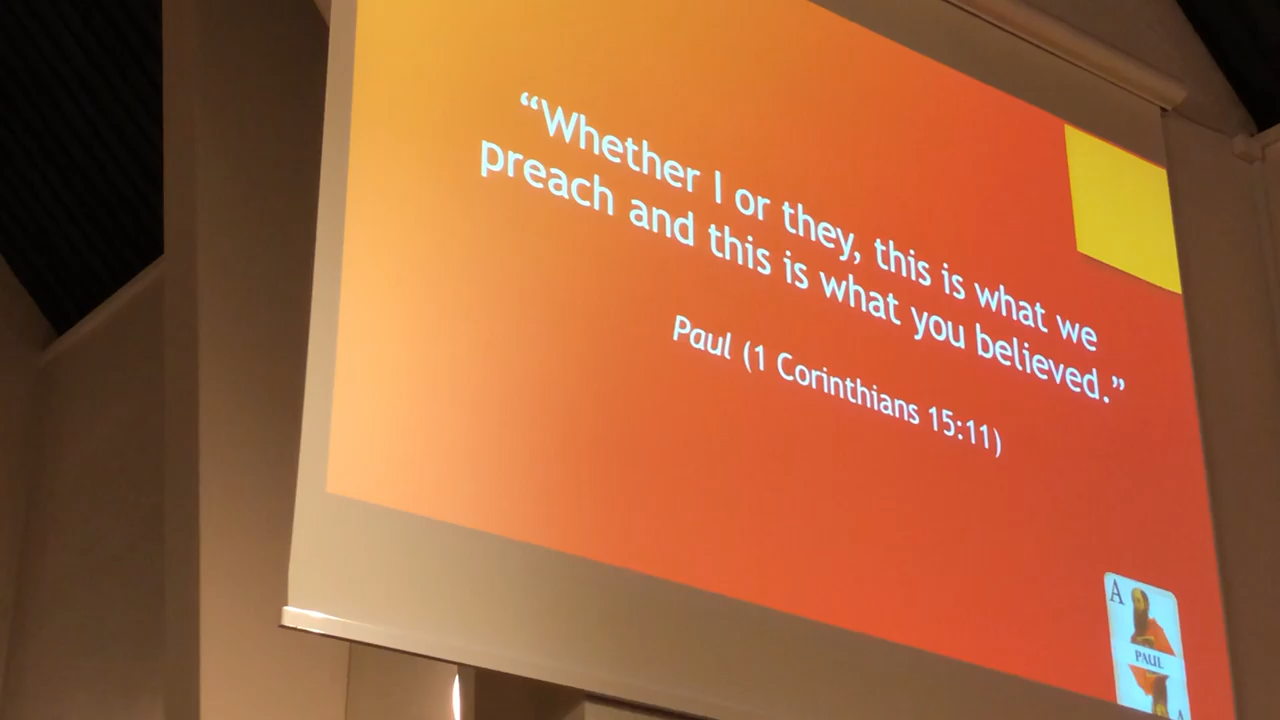 “Whether I or they, this is what we
preach and this is what you believed.”
Paul (1 Corinthians 15:11)
A
PAUL
A